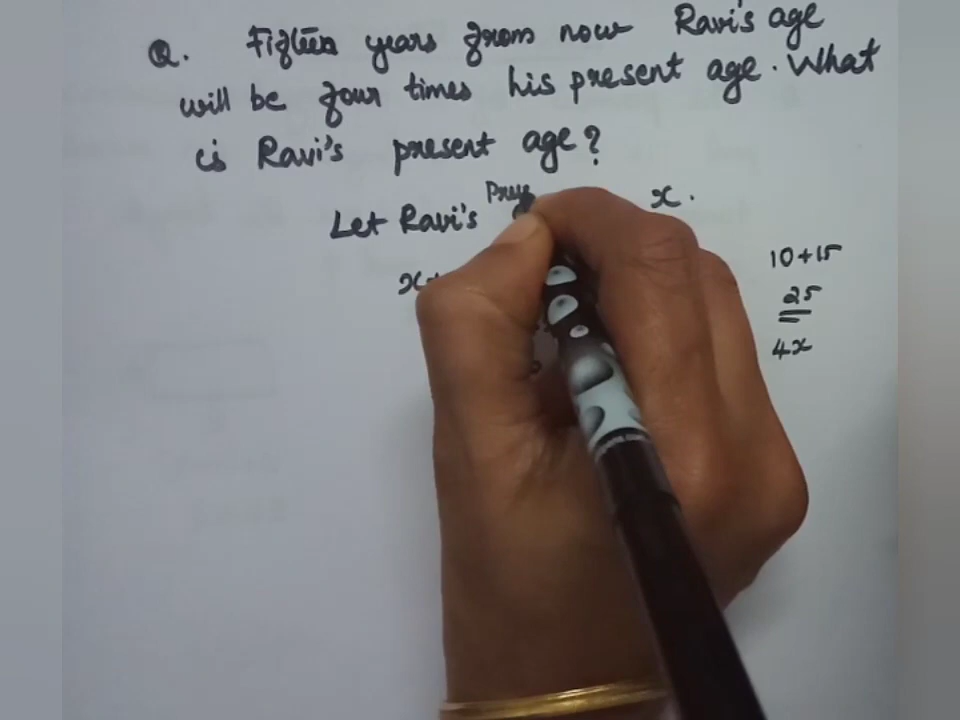 Q. Fifteen years from now Ravi's age
will be four times his present age. What
is Ravi's present age?
Let Ravi's x.
x+
10+15
25
4x